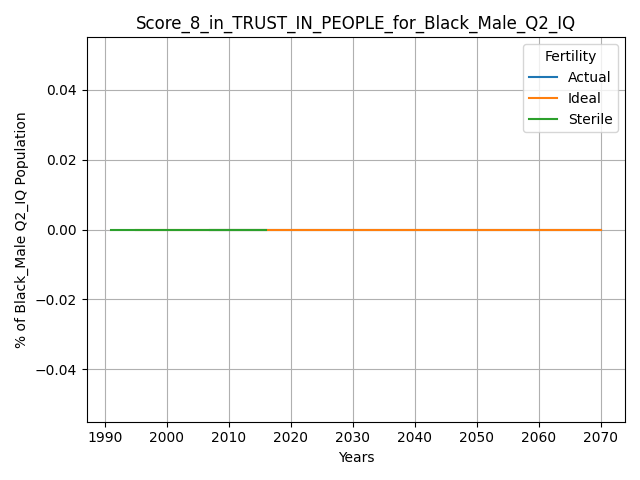 Score_8_in_TRUST_IN_PEOPLE_for_Black_Male_Q2_IQ
Fertility
Actual
Ideal
Sterile
% of Black_Male Q2_IQ Population
0.04
0.02
0.00
−0.02
−0.04
1990 2000 2010 2020 2030 2040 2050 2060 2070
Years